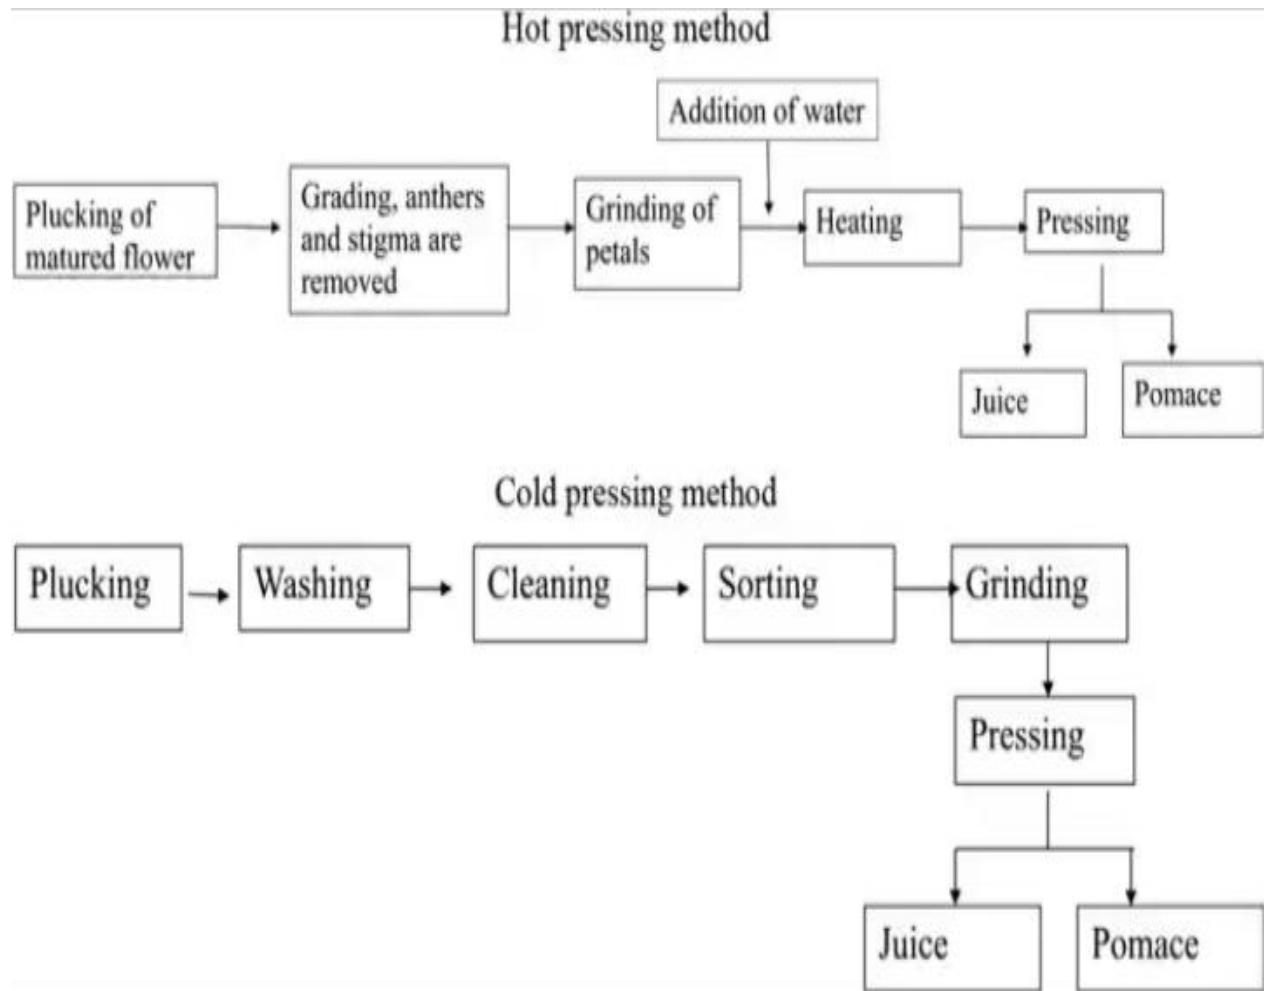 Hot pressing method
Addition of water
Plucking of
matured flower
Grading, anthers
and stigma are
removed
Grinding of
petals
Heating
Pressing
Juice
Pomace
Cold pressing method
Plucking
Washing
Cleaning
Sorting
Grinding
Pressing
Juice
Pomace